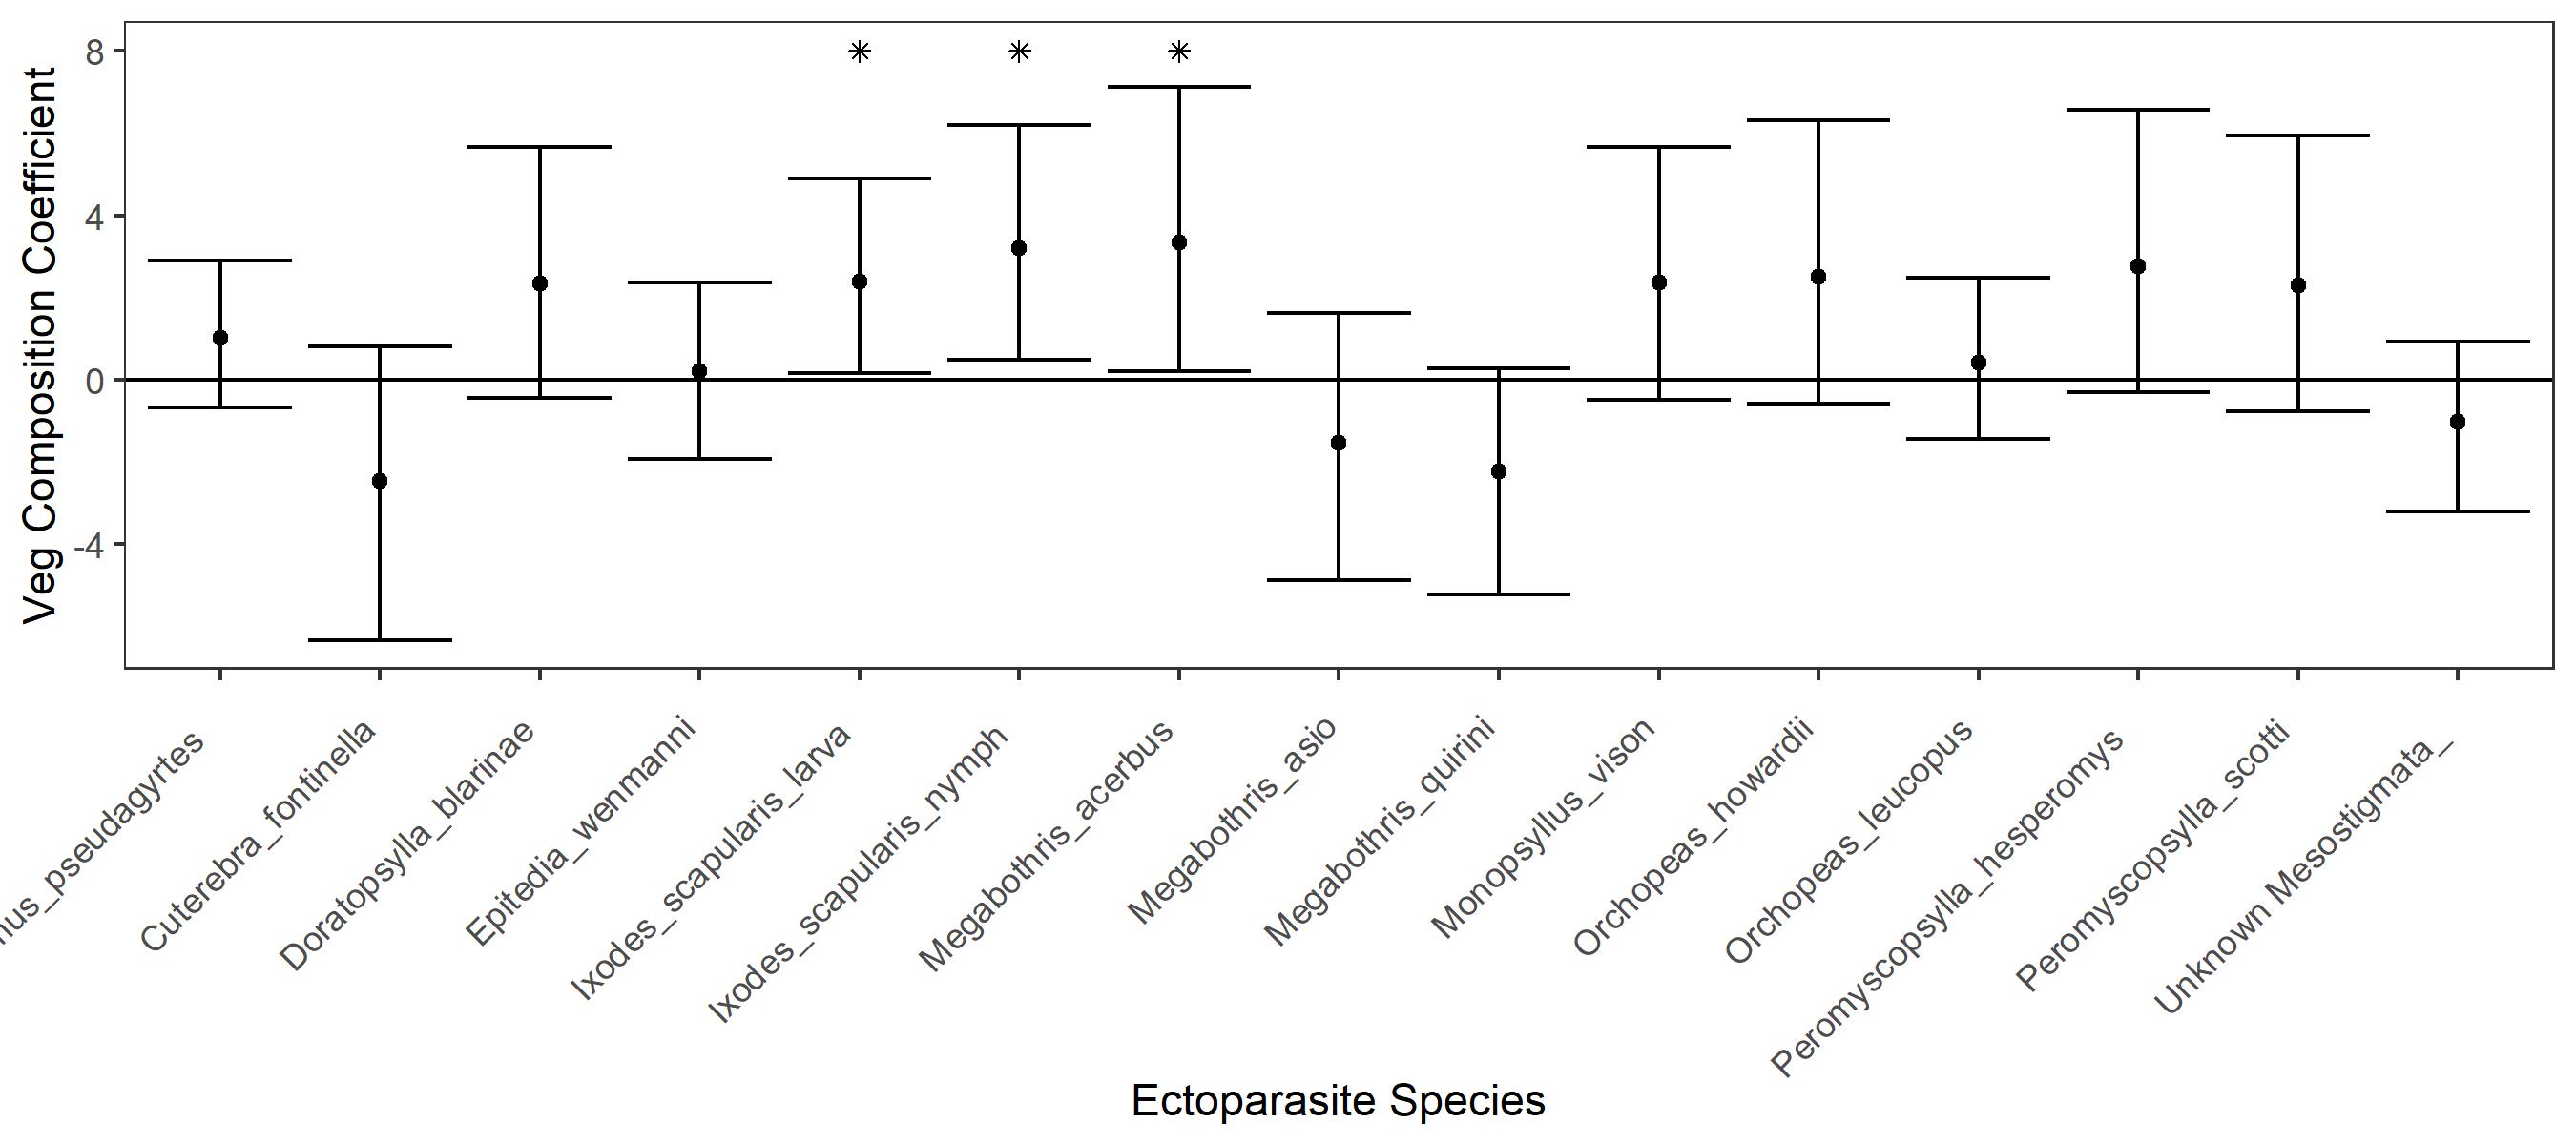 Veg Composition Coefficient
8
4
0
-4
* * *
nus_pseudagyrtes
Cuterebra_fontinella
Doratopsylla_blarinae
Epitedia_wenmanni
Ixodes_scapularis_larva
Ixodes_scapularis_nymph
Megabothris_acerbus
Megabothris_asio
Megabothris_quirini
Monopsyllus_vison
Orchopeas_howardii
Orchopeas_leucopus
Peromyscopsylla_hesperomys
Peromyscopsylla_scotti
Unknown Mesostigmata_
Ectoparasite Species